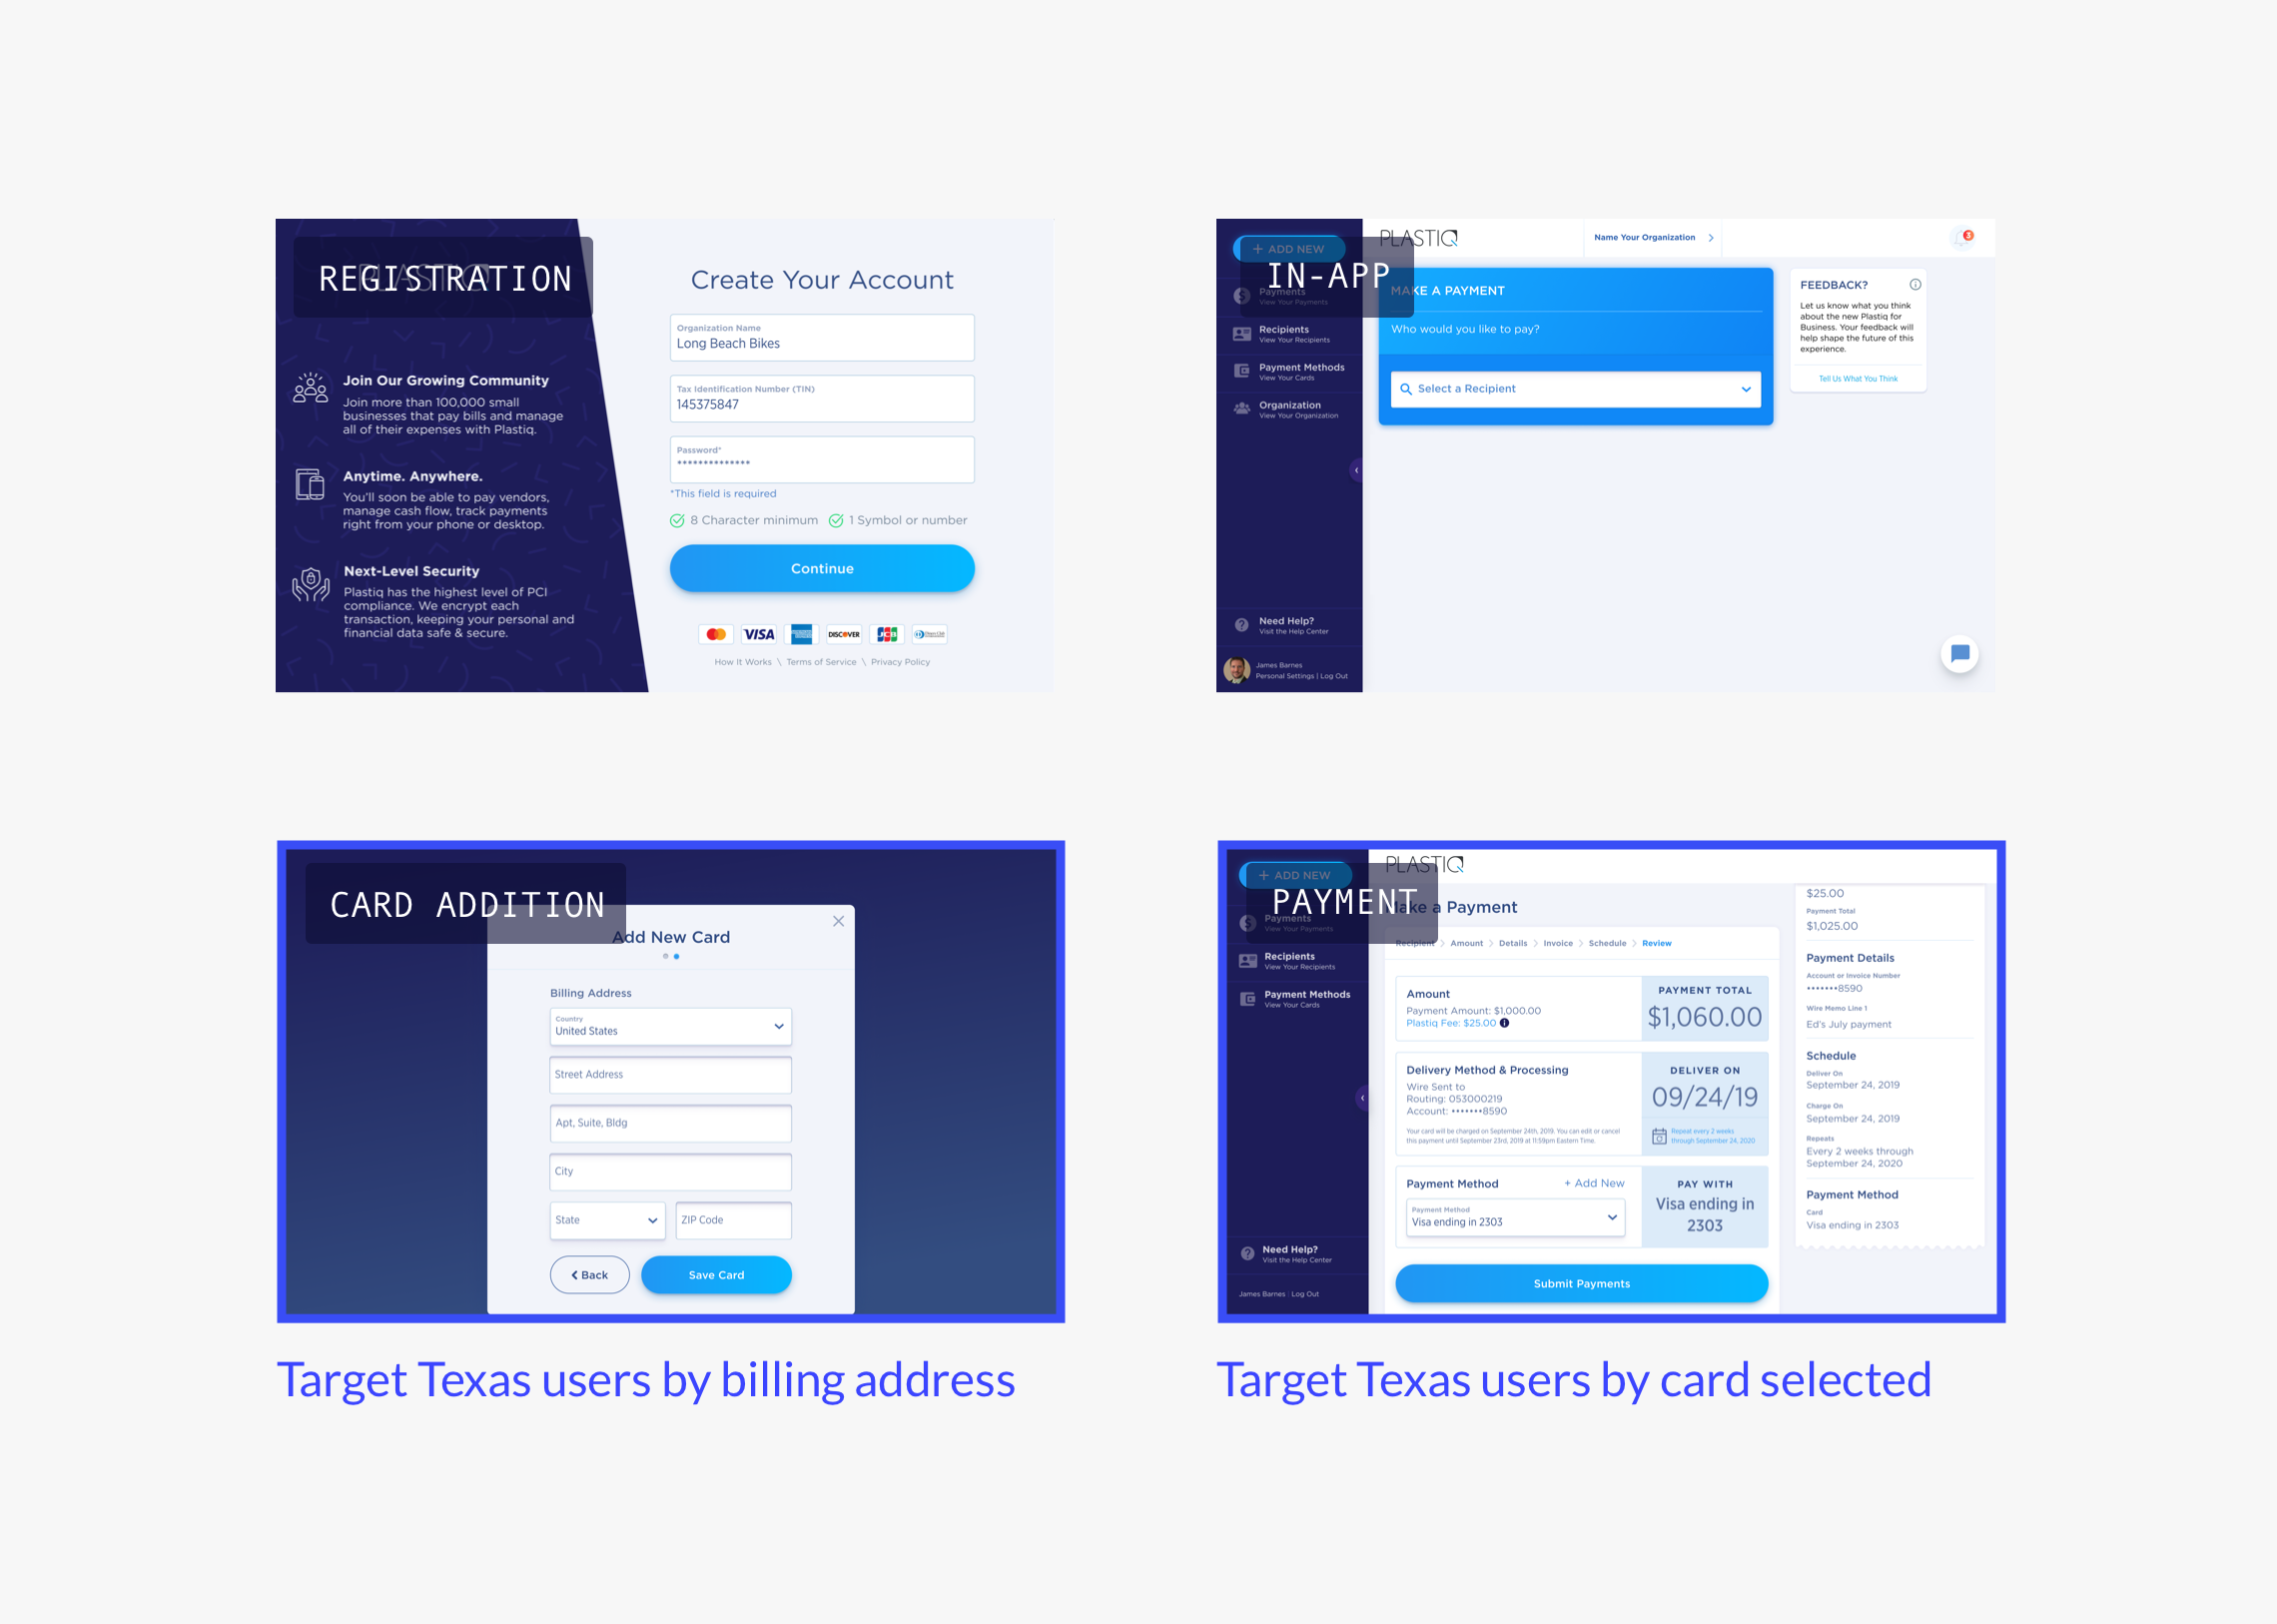 REGISTRATION
PLASTIQ
Join Our Growing Community
Join more than 100,000 small
businesses that pay bills and manage
all of their expenses with Plastiq.
Anytime. Anywhere.
You'll soon be able to pay vendors,
manage cash flow, track payments
right from your phone or desktop.
Next-Level Security
Plastiq has the highest level of PCI
compliance. We encrypt each
transaction, keeping your personal and
financial data safe & secure.
Create Your Account
Organization Name
Long Beach Bikes
Tax Identification Number (TIN)
145375847
Password*
**************
*This field is required
8 Character minimum
1 Symbol or number
Continue
VISA
AMERICAN EXPRESS
DISCOVER
JCB
Diners Club
How It Works \ Terms of Service \ Privacy Policy
IN-APP
+ ADD NEW
Payments
View Your Payments
Recipients
View Your Recipients
Payment Methods
View Your Cards
Organization
View Your Organization
Need Help?
Visit the Help Center
James Barnes
Personal Settings | Log Out
PLASTIQ
Name Your Organization
3
MAKE A PAYMENT
Who would you like to pay?
Select a Recipient
FEEDBACK?
Let us know what you think
about the new Plastiq for
Business. Your feedback will
help shape the future of this
experience.
Tell Us What You Think
CARD ADDITION
Add New Card
Billing Address
Country
United States
Street Address
Apt, Suite, Bldg
City
State
ZIP Code
Back
Save Card
Target Texas users by billing address
PAYMENT
+ ADD NEW
Payments
View Your Payments
Recipients
View Your Recipients
Payment Methods
View Your Cards
Need Help?
Visit the Help Center
James Barnes | Log Out
PLASTIQ
Make a Payment
Recipient > Amount > Details > Invoice > Schedule > Review
Amount
Payment Amount: $1,000.00
Plastiq Fee: $25.00
PAYMENT TOTAL
$1,060.00
Delivery Method & Processing
Wire Sent to
Routing: 053000219
Account: •••••••8590
Your card will be charged on September 24th, 2019. You can edit or cancel
this payment until September 23rd, 2019 at 11:59pm Eastern Time.
DELIVER ON
09/24/19
Repeat every 2 weeks
through September 24, 2020
Payment Method
+ Add New
Payment Method
Visa ending in 2303
PAY WITH
Visa ending in
2303
Submit Payments
$25.00
Payment Total
$1,025.00
Payment Details
Account or Invoice Number
•••••••8590
Wire Memo Line 1
Ed's July payment
Schedule
Deliver On
September 24, 2019
Charge On
September 24, 2019
Repeats
Every 2 weeks through
September 24, 2020
Payment Method
Card
Visa ending in 2303
Target Texas users by card selected